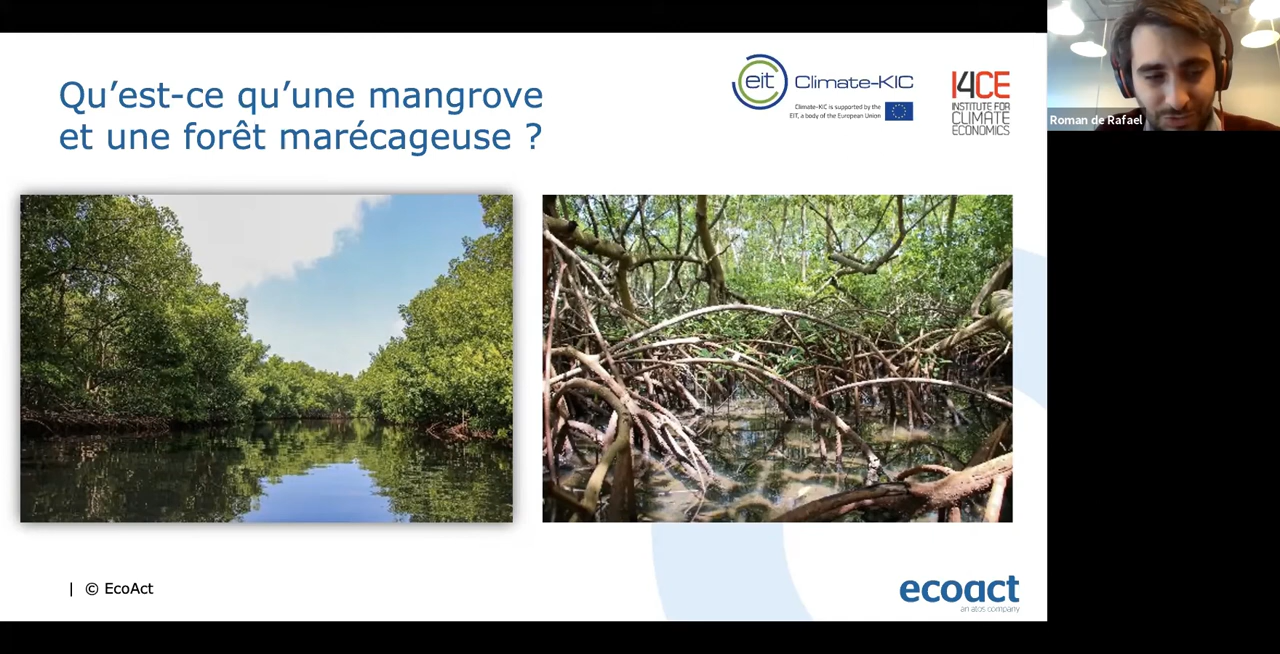 Qu’est-ce qu’une mangrove
et une forêt marécageuse ?
eit Climate-KIC
Climate-KIC is supported by the
EIT, a body of the European Union
I4CE
INSTITUTE FOR
CLIMATE
ECONOMICS
Roman de Rafael
| © EcoAct
ecoact
an atos company